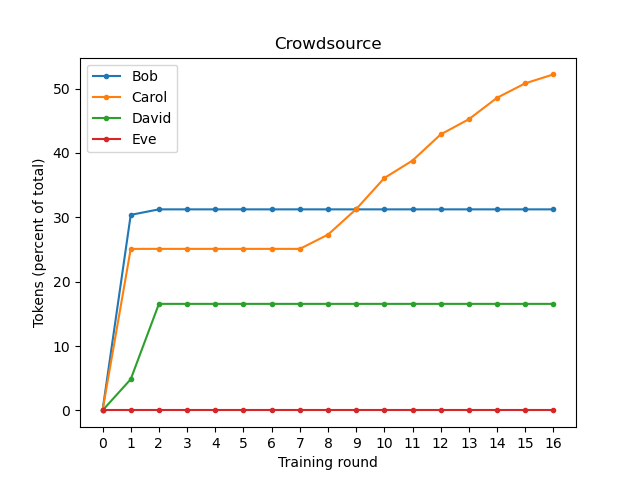 Crowdsource
Bob
Carol
David
Eve
Tokens (percent of total)
50
40
30
20
10
0
0 1 2 3 4 5 6 7 8 9 10 11 12 13 14 15 16
Training round